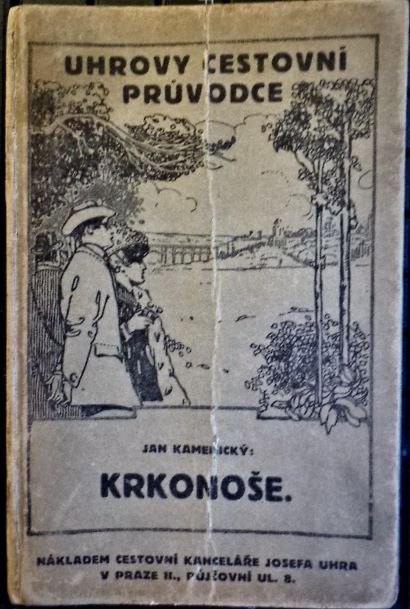 UHROVY CESTOVNÍ
PRŮVODCE
JAN KAMENICKÝ:
KRKONOŠE.
NÁKLADEM CESTOVNÍ KANCELÁŘE JOSEFA UHRA
V PRAZE II., PŮJČOVNÍ UL. 8.